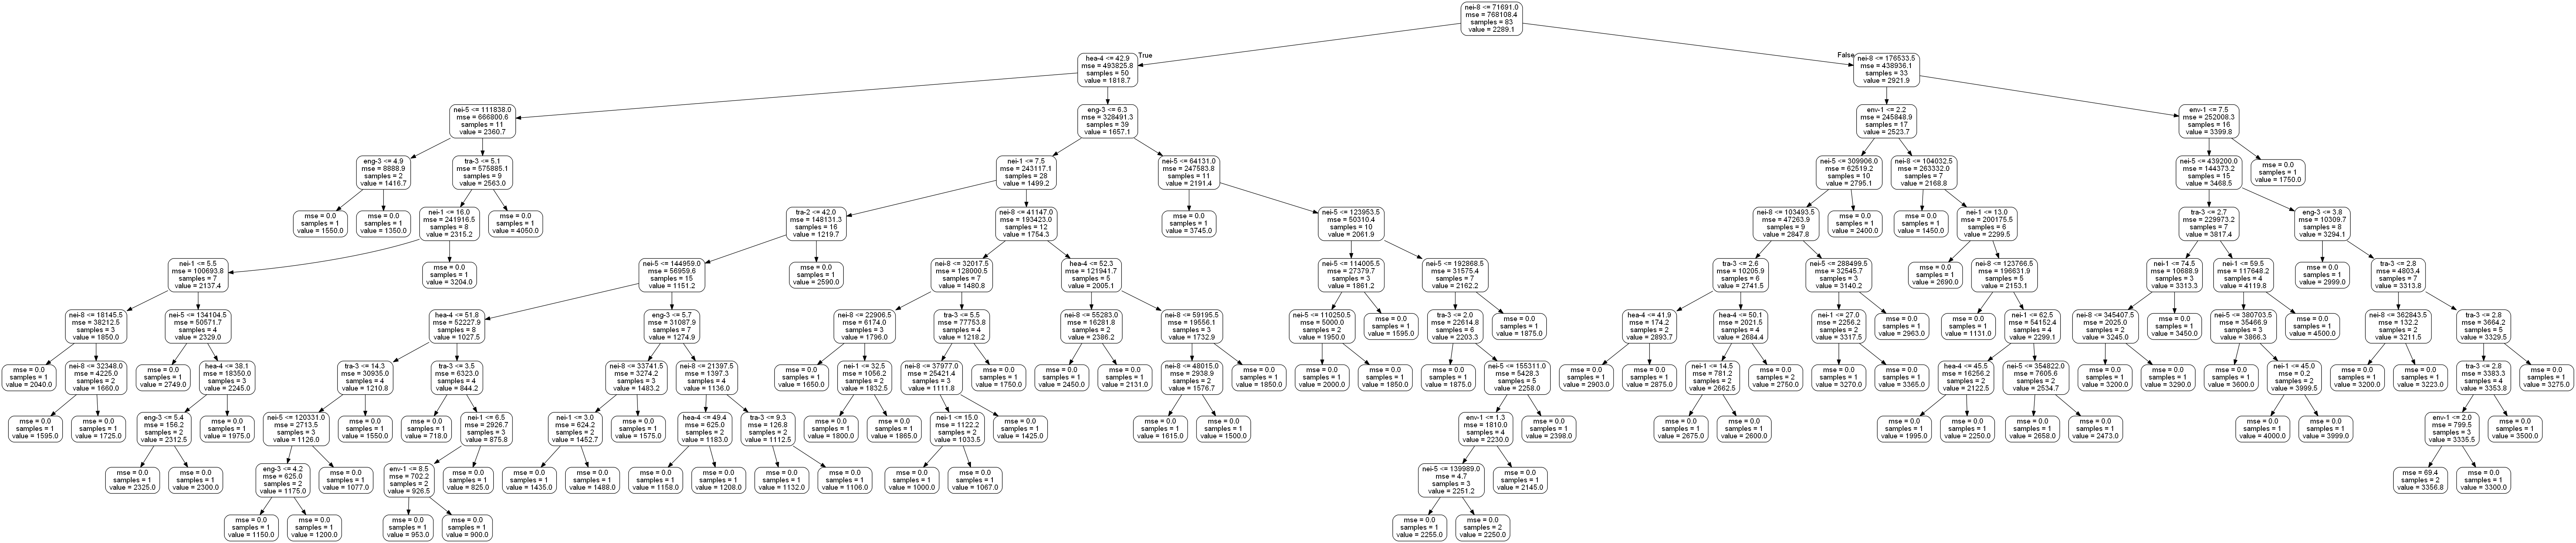 nei-8 <= 71691.0
mse = 768108.4
samples = 83
value = 2289.1
True
False
hea-4 <= 42.9
mse = 493825.8
samples = 50
value = 1818.7
nei-8 <= 176533.5
mse = 438936.1
samples = 33
value = 2921.9
nei-5 <= 111838.0
mse = 666800.6
samples = 11
value = 2360.7
eng-3 <= 6.3
mse = 328491.3
samples = 39
value = 1657.1
env-1 <= 2.2
mse = 245848.9
samples = 17
value = 2523.7
env-1 <= 7.5
mse = 252008.3
samples = 16
value = 3399.8
eng-3 <= 4.9
mse = 8888.9
samples = 2
value = 1416.7
tra-3 <= 5.1
mse = 575885.1
samples = 9
value = 2563.0
nei-1 <= 7.5
mse = 243117.1
samples = 28
value = 1499.2
nei-5 <= 64131.0
mse = 247583.8
samples = 11
value = 2191.4
nei-5 <= 309906.0
mse = 62519.2
samples = 10
value = 2795.1
nei-8 <= 104032.5
mse = 263332.0
samples = 7
value = 2168.8
nei-5 <= 439200.0
mse = 144373.2
samples = 15
value = 3468.5
mse = 0.0
samples = 1
value = 1750.0
mse = 0.0
samples = 1
value = 1550.0
mse = 0.0
samples = 1
value = 1350.0
nei-1 <= 16.0
mse = 241916.5
samples = 8
value = 2315.2
mse = 0.0
samples = 1
value = 4050.0
tra-2 <= 42.0
mse = 148131.3
samples = 16
value = 1219.7
nei-8 <= 41147.0
mse = 193423.0
samples = 12
value = 1754.3
mse = 0.0
samples = 1
value = 3745.0
nei-5 <= 123953.5
mse = 50310.4
samples = 10
value = 2061.9
nei-8 <= 103493.5
mse = 47263.9
samples = 9
value = 2847.8
mse = 0.0
samples = 1
value = 2400.0
mse = 0.0
samples = 1
value = 1450.0
nei-1 <= 13.0
mse = 200175.5
samples = 6
value = 2299.5
tra-3 <= 2.7
mse = 229973.2
samples = 7
value = 3817.4
eng-3 <= 3.8
mse = 10309.7
samples = 8
value = 3294.1
nei-1 <= 5.5
mse = 100693.8
samples = 7
value = 2137.4
mse = 0.0
samples = 1
value = 3204.0
nei-5 <= 144959.0
mse = 56959.6
samples = 15
value = 1151.2
mse = 0.0
samples = 1
value = 2590.0
nei-8 <= 32017.5
mse = 128000.5
samples = 7
value = 1480.8
hea-4 <= 52.3
mse = 121941.7
samples = 5
value = 2005.1
nei-5 <= 114005.5
mse = 27379.7
samples = 3
value = 1861.2
nei-5 <= 192868.5
mse = 31575.4
samples = 7
value = 2162.2
tra-3 <= 2.6
mse = 10205.9
samples = 6
value = 2741.5
nei-5 <= 288499.5
mse = 32545.7
samples = 3
value = 3140.2
mse = 0.0
samples = 1
value = 2690.0
nei-8 <= 123766.5
mse = 196631.9
samples = 5
value = 2153.1
nei-1 <= 74.5
mse = 10688.9
samples = 3
value = 3313.3
nei-1 <= 59.5
mse = 117648.2
samples = 4
value = 4119.8
mse = 0.0
samples = 1
value = 2999.0
tra-3 <= 2.8
mse = 4803.4
samples = 7
value = 3313.8
nei-8 <= 18145.5
mse = 38212.5
samples = 3
value = 1850.0
nei-5 <= 134104.5
mse = 50571.7
samples = 4
value = 2329.0
hea-4 <= 51.8
mse = 52227.9
samples = 8
value = 1027.5
eng-3 <= 5.7
mse = 31087.9
samples = 7
value = 1274.9
nei-8 <= 22906.5
mse = 6174.0
samples = 3
value = 1796.0
tra-3 <= 5.5
mse = 77753.8
samples = 4
value = 1218.2
nei-8 <= 55283.0
mse = 16281.8
samples = 2
value = 2386.2
nei-8 <= 59195.5
mse = 19556.1
samples = 3
value = 1732.9
nei-5 <= 110250.5
mse = 5000.0
samples = 2
value = 1950.0
mse = 0.0
samples = 1
value = 1595.0
tra-3 <= 2.0
mse = 22614.8
samples = 6
value = 2203.3
mse = 0.0
samples = 1
value = 1875.0
hea-4 <= 41.9
mse = 174.2
samples = 2
value = 2893.7
hea-4 <= 50.1
mse = 2021.5
samples = 4
value = 2684.4
nei-1 <= 27.0
mse = 2256.2
samples = 2
value = 3317.5
mse = 0.0
samples = 1
value = 2963.0
mse = 0.0
samples = 1
value = 1131.0
nei-1 <= 62.5
mse = 54152.4
samples = 4
value = 2299.1
nei-8 <= 345407.5
mse = 2025.0
samples = 2
value = 3245.0
mse = 0.0
samples = 1
value = 3450.0
nei-5 <= 380703.5
mse = 35466.9
samples = 3
value = 3866.3
mse = 0.0
samples = 1
value = 4500.0
nei-8 <= 362843.5
mse = 132.2
samples = 2
value = 3211.5
tra-3 <= 2.8
mse = 3664.2
samples = 5
value = 3329.5
mse = 0.0
samples = 1
value = 2040.0
nei-8 <= 32348.0
mse = 4225.0
samples = 2
value = 1660.0
mse = 0.0
samples = 1
value = 2749.0
hea-4 <= 38.1
mse = 18350.0
samples = 3
value = 2245.0
tra-3 <= 14.3
mse = 30935.0
samples = 4
value = 1210.8
tra-3 <= 3.5
mse = 6323.0
samples = 4
value = 844.2
nei-8 <= 33741.5
mse = 3274.2
samples = 3
value = 1483.2
nei-8 <= 21397.5
mse = 1397.3
samples = 4
value = 1136.0
mse = 0.0
samples = 1
value = 1650.0
nei-1 <= 32.5
mse = 1056.2
samples = 2
value = 1832.5
nei-8 <= 37977.0
mse = 25421.4
samples = 3
value = 1111.8
mse = 0.0
samples = 1
value = 1750.0
mse = 0.0
samples = 1
value = 2450.0
mse = 0.0
samples = 1
value = 2131.0
nei-8 <= 48015.0
mse = 2938.9
samples = 2
value = 1576.7
mse = 0.0
samples = 1
value = 1850.0
mse = 0.0
samples = 1
value = 2000.0
mse = 0.0
samples = 1
value = 1850.0
mse = 0.0
samples = 1
value = 1875.0
nei-5 <= 155311.0
mse = 5428.3
samples = 5
value = 2258.0
mse = 0.0
samples = 1
value = 2903.0
mse = 0.0
samples = 1
value = 2875.0
nei-1 <= 14.5
mse = 781.2
samples = 2
value = 2662.5
mse = 0.0
samples = 2
value = 2750.0
mse = 0.0
samples = 1
value = 3270.0
mse = 0.0
samples = 1
value = 3365.0
hea-4 <= 45.5
mse = 16256.2
samples = 2
value = 2122.5
nei-5 <= 354822.0
mse = 7605.6
samples = 2
value = 2534.7
mse = 0.0
samples = 1
value = 3200.0
mse = 0.0
samples = 1
value = 3290.0
mse = 0.0
samples = 1
value = 3600.0
nei-1 <= 45.0
mse = 0.2
samples = 2
value = 3999.5
mse = 0.0
samples = 1
value = 3200.0
mse = 0.0
samples = 1
value = 3223.0
tra-3 <= 2.8
mse = 3383.3
samples = 4
value = 3353.8
mse = 0.0
samples = 1
value = 3275.0
mse = 0.0
samples = 1
value = 1595.0
mse = 0.0
samples = 1
value = 1725.0
eng-3 <= 5.4
mse = 156.2
samples = 2
value = 2312.5
mse = 0.0
samples = 1
value = 1975.0
nei-5 <= 120331.0
mse = 2713.5
samples = 3
value = 1126.0
mse = 0.0
samples = 1
value = 1550.0
mse = 0.0
samples = 1
value = 718.0
nei-1 <= 6.5
mse = 2926.7
samples = 3
value = 875.8
nei-1 <= 3.0
mse = 624.2
samples = 2
value = 1452.7
mse = 0.0
samples = 1
value = 1575.0
hea-4 <= 49.4
mse = 625.0
samples = 2
value = 1183.0
tra-3 <= 9.3
mse = 126.8
samples = 2
value = 1112.5
mse = 0.0
samples = 1
value = 1800.0
mse = 0.0
samples = 1
value = 1865.0
nei-1 <= 15.0
mse = 1122.2
samples = 2
value = 1033.5
mse = 0.0
samples = 1
value = 1425.0
mse = 0.0
samples = 1
value = 1615.0
mse = 0.0
samples = 1
value = 1500.0
env-1 <= 1.3
mse = 1810.0
samples = 4
value = 2230.0
mse = 0.0
samples = 1
value = 2398.0
mse = 0.0
samples = 1
value = 2675.0
mse = 0.0
samples = 1
value = 2600.0
mse = 0.0
samples = 1
value = 1995.0
mse = 0.0
samples = 1
value = 2250.0
mse = 0.0
samples = 1
value = 2658.0
mse = 0.0
samples = 1
value = 2473.0
mse = 0.0
samples = 1
value = 4000.0
mse = 0.0
samples = 1
value = 3999.0
env-1 <= 2.0
mse = 799.5
samples = 3
value = 3335.5
mse = 0.0
samples = 1
value = 3500.0
mse = 0.0
samples = 1
value = 2325.0
mse = 0.0
samples = 1
value = 2300.0
eng-3 <= 4.2
mse = 625.0
samples = 2
value = 1175.0
mse = 0.0
samples = 1
value = 1077.0
env-1 <= 8.5
mse = 702.2
samples = 2
value = 926.5
mse = 0.0
samples = 1
value = 825.0
mse = 0.0
samples = 1
value = 1435.0
mse = 0.0
samples = 1
value = 1488.0
mse = 0.0
samples = 1
value = 1158.0
mse = 0.0
samples = 1
value = 1208.0
mse = 0.0
samples = 1
value = 1132.0
mse = 0.0
samples = 1
value = 1106.0
mse = 0.0
samples = 1
value = 1000.0
mse = 0.0
samples = 1
value = 1067.0
nei-5 <= 139989.0
mse = 4.7
samples = 3
value = 2251.2
mse = 0.0
samples = 1
value = 2145.0
mse = 69.4
samples = 2
value = 3356.8
mse = 0.0
samples = 1
value = 3300.0
mse = 0.0
samples = 1
value = 1150.0
mse = 0.0
samples = 1
value = 1200.0
mse = 0.0
samples = 1
value = 953.0
mse = 0.0
samples = 1
value = 900.0
mse = 0.0
samples = 1
value = 2255.0
mse = 0.0
samples = 2
value = 2250.0